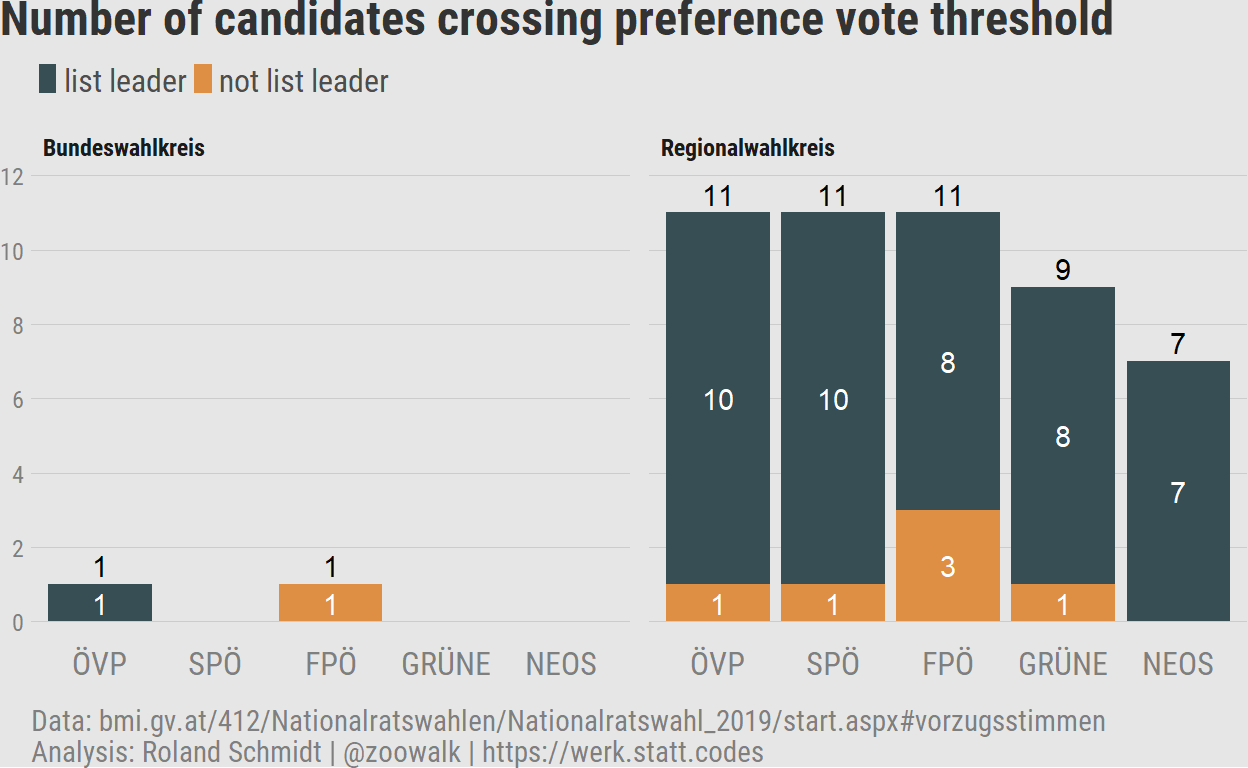 Number of candidates crossing preference vote threshold
list leader not list leader
Bundeswahlkreis Regionalwahlkreis
12
11 11 11
10
9
8
8
7
6
10 10
8
7
4
3
2
1 1
1 1 1 1 1
0
ÖVP SPÖ FPÖ GRÜNE NEOS ÖVP SPÖ FPÖ GRÜNE NEOS
Data: bmi.gv.at/412/Nationalratswahlen/Nationalratswahl_2019/start.aspx#vorzugsstimmen
Analysis: Roland Schmidt | @zoowalk | https://werk.statt.codes